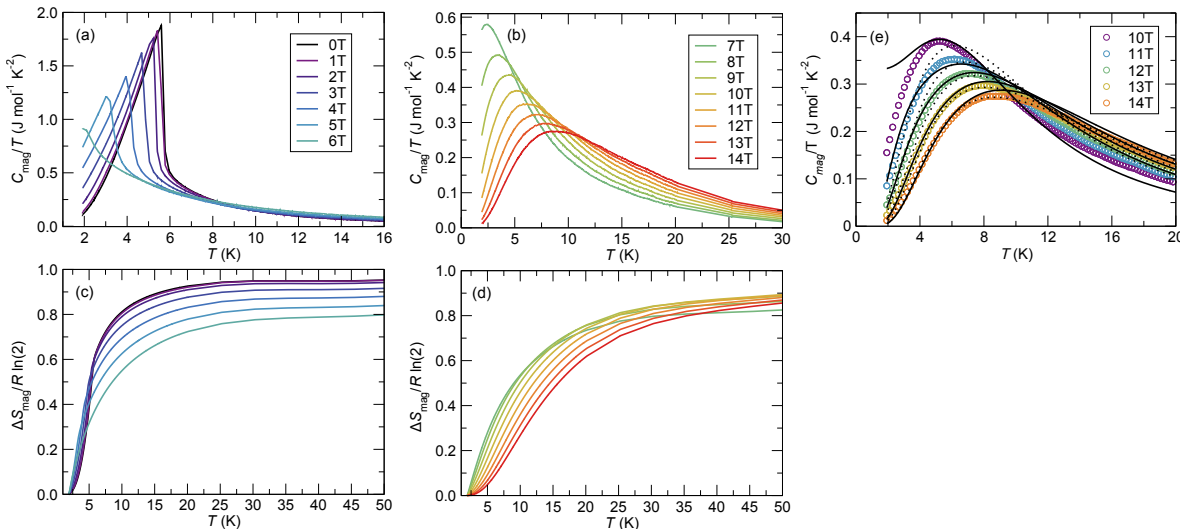 (a)
C_mag/T (J mol⁻¹ K⁻²)
2.0
1.5
1.0
0.5
0.0
0T
1T
2T
3T
4T
5T
6T
2 4 6 8 10 12 14 16
T (K)
(b)
C_mag/T (J mol⁻¹ K⁻²)
0.6
0.5
0.4
0.3
0.2
0.1
0.0
7T
8T
9T
10T
11T
12T
13T
14T
0 5 10 15 20 25 30
T (K)
(e)
C_mag/T (J mol⁻¹ K⁻²)
0.4
0.3
0.2
0.1
0
10T
11T
12T
13T
14T
0 4 8 12 16 20
T (K)
(c)
ΔS_mag/R ln(2)
1.0
0.8
0.6
0.4
0.2
0.0
5 10 15 20 25 30 35 40 45 50
T (K)
(d)
ΔS_mag/R ln(2)
1.0
0.8
0.6
0.4
0.2
0.0
0 5 10 15 20 25 30 35 40 45 50
T (K)